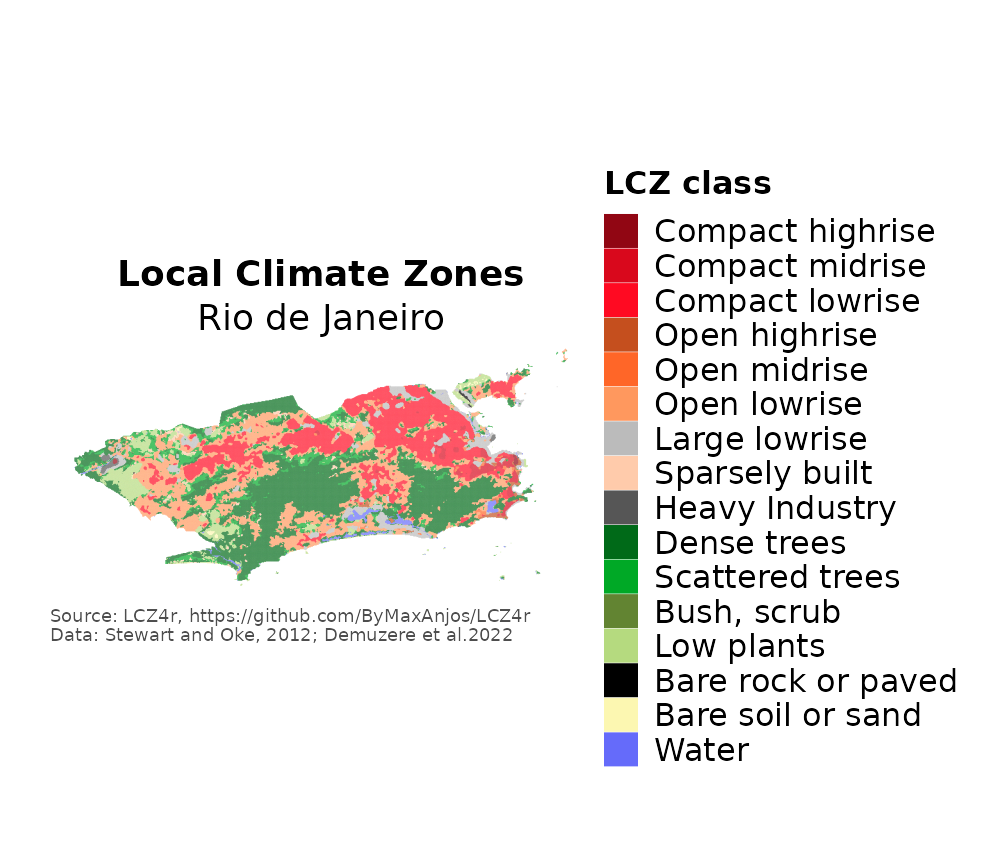 Local Climate Zones
Rio de Janeiro
Source: LCZ4r, https://github.com/ByMaxAnjos/LCZ4r
Data: Stewart and Oke, 2012; Demuzere et al.2022
LCZ class
Compact highrise
Compact midrise
Compact lowrise
Open highrise
Open midrise
Open lowrise
Large lowrise
Sparsely built
Heavy Industry
Dense trees
Scattered trees
Bush, scrub
Low plants
Bare rock or paved
Bare soil or sand
Water